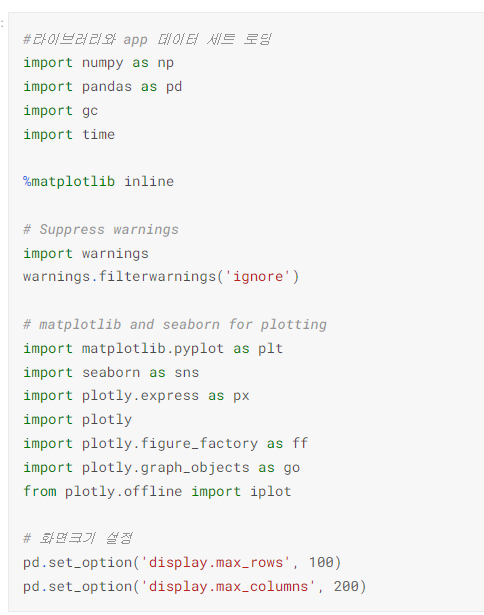 #라이브러리와 app 데이터 세트 로딩
import numpy as np
import pandas as pd
import gc
import time
%matplotlib inline
# Suppress warnings
import warnings
warnings.filterwarnings('ignore')
# matplotlib and seaborn for plotting
import matplotlib.pyplot as plt
import seaborn as sns
import plotly.express as px
import plotly
import plotly.figure_factory as ff
import plotly.graph_objects as go
from plotly.offline import iplot
# 화면크기 설정
pd.set_option('display.max_rows', 100)
pd.set_option('display.max_columns', 200)